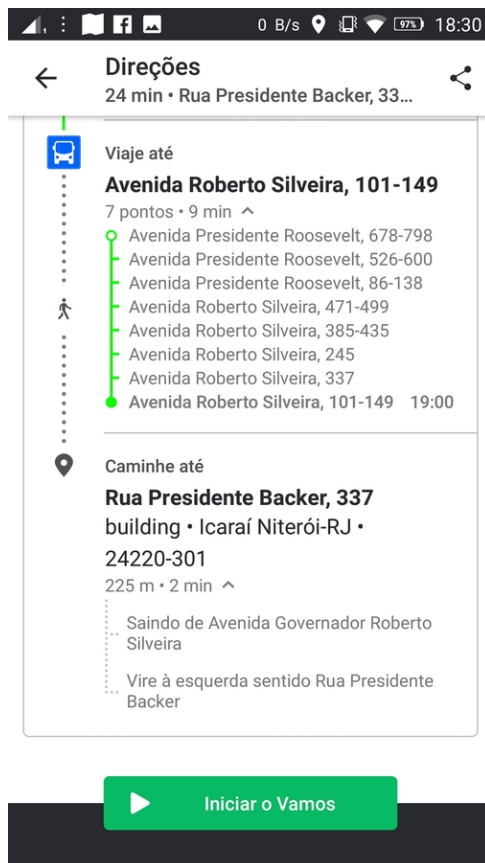 0 B/s 97% 18:30
Direções
24 min • Rua Presidente Backer, 33...
Viaje até
Avenida Roberto Silveira, 101-149
7 pontos • 9 min
Avenida Presidente Roosevelt, 678-798
Avenida Presidente Roosevelt, 526-600
Avenida Presidente Roosevelt, 86-138
Avenida Roberto Silveira, 471-499
Avenida Roberto Silveira, 385-435
Avenida Roberto Silveira, 245
Avenida Roberto Silveira, 337
Avenida Roberto Silveira, 101-149 19:00
Caminhe até
Rua Presidente Backer, 337
building • Icaraí Niterói-RJ •
24220-301
225 m • 2 min
Saindo de Avenida Governador Roberto
Silveira
Vire à esquerda sentido Rua Presidente
Backer
Iniciar o Vamos